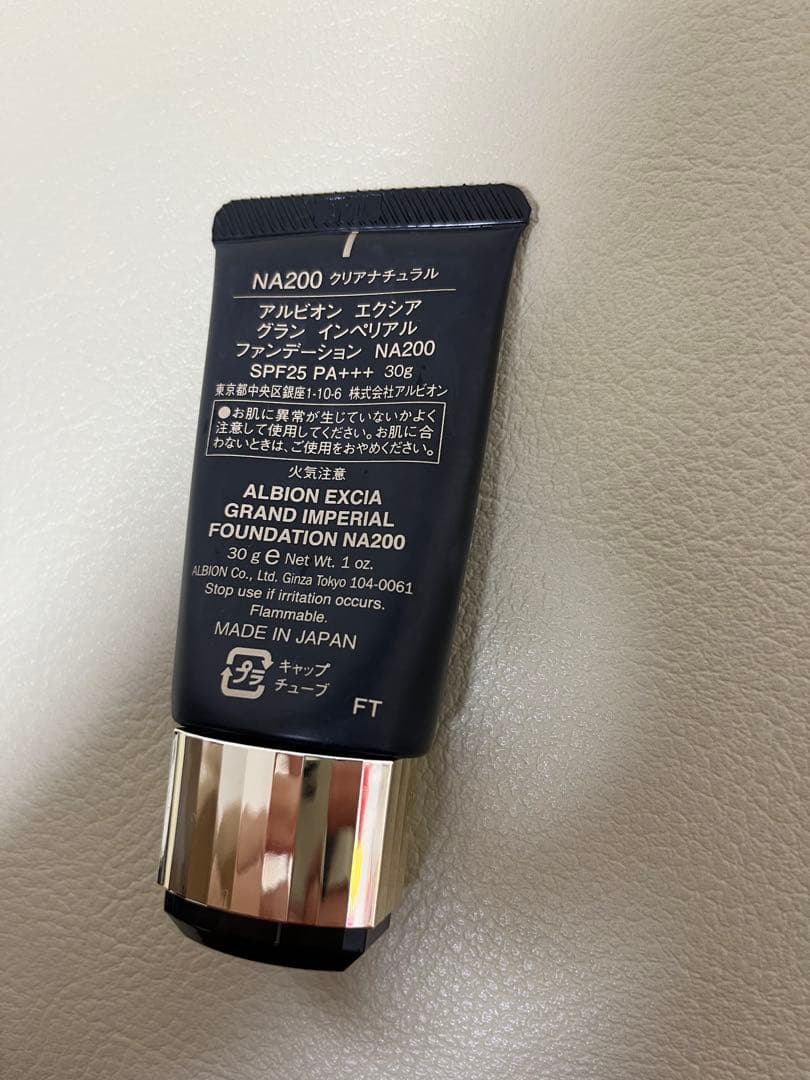 NA200 クリアナチュラル
アルビオン エクシア
グラン インペリアル
ファンデーション NA200
SPF25 PA+++ 30g
東京都中央区銀座1-10-6 株式会社アルビオン
●お肌に異常が生じていないかよく
注意して使用してください。お肌に合
わないときは、ご使用をおやめください。
火気注意
ALBION EXCIA
GRAND IMPERIAL
FOUNDATION NA200
30 g e Net Wt. 1 oz.
ALBION Co., Ltd. Ginza Tokyo 104-0061
Stop use if irritation occurs.
Flammable.
MADE IN JAPAN
プラ
キャップ
チューブ
FT